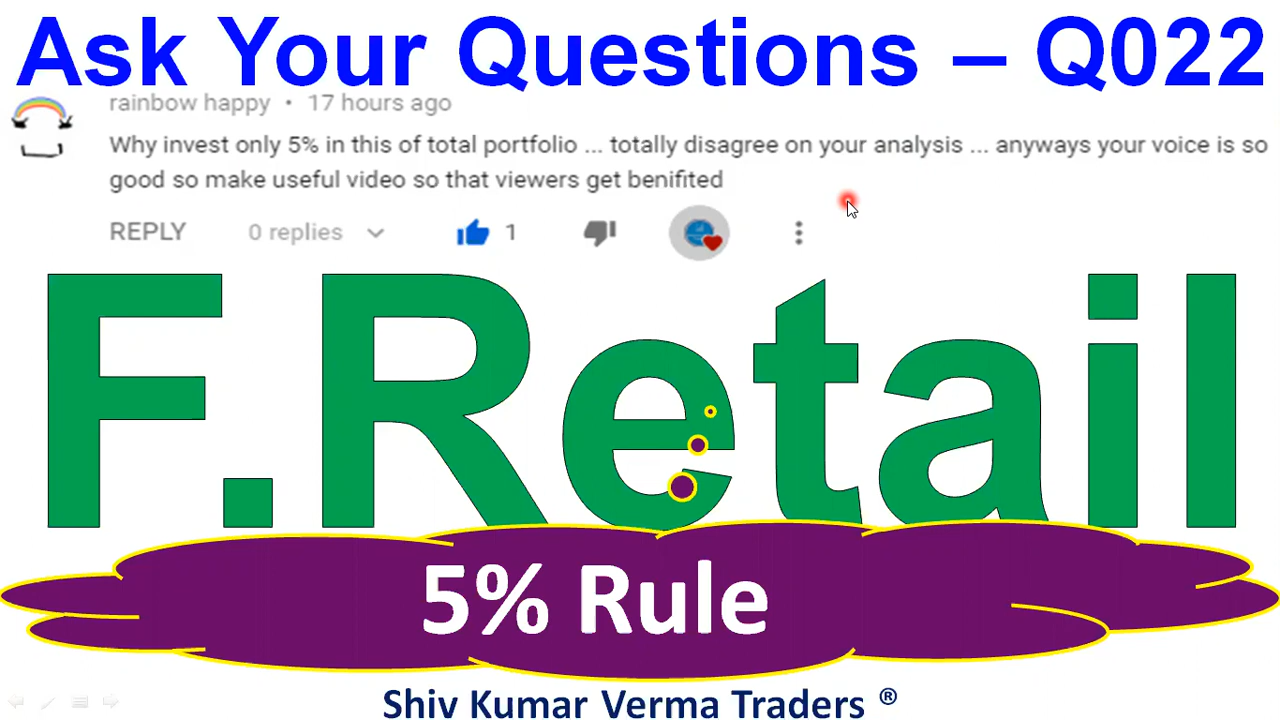 Ask Your Questions – Q022
rainbow happy • 17 hours ago
Why invest only 5% in this of total portfolio ... totally disagree on your analysis ... anyways your voice is so
good so make useful video so that viewers get benifited
REPLY 0 replies 1
F.Retail
5% Rule
Shiv Kumar Verma Traders ®